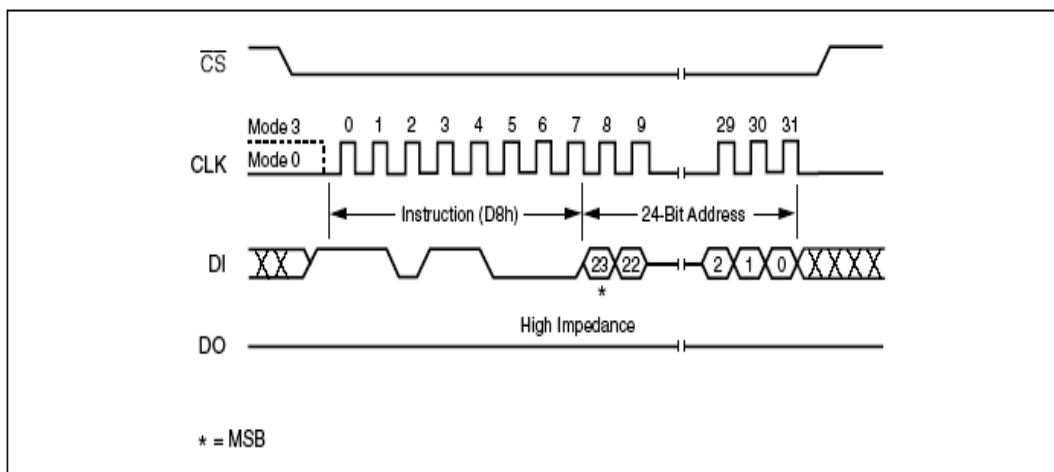 CS
Mode 3
0 1 2 3 4 5 6 7 8 9 29 30 31
CLK
Mode 0
Instruction (D8h)
24-Bit Address
DI
23 22 2 1 0
*
High Impedance
DO
* = MSB